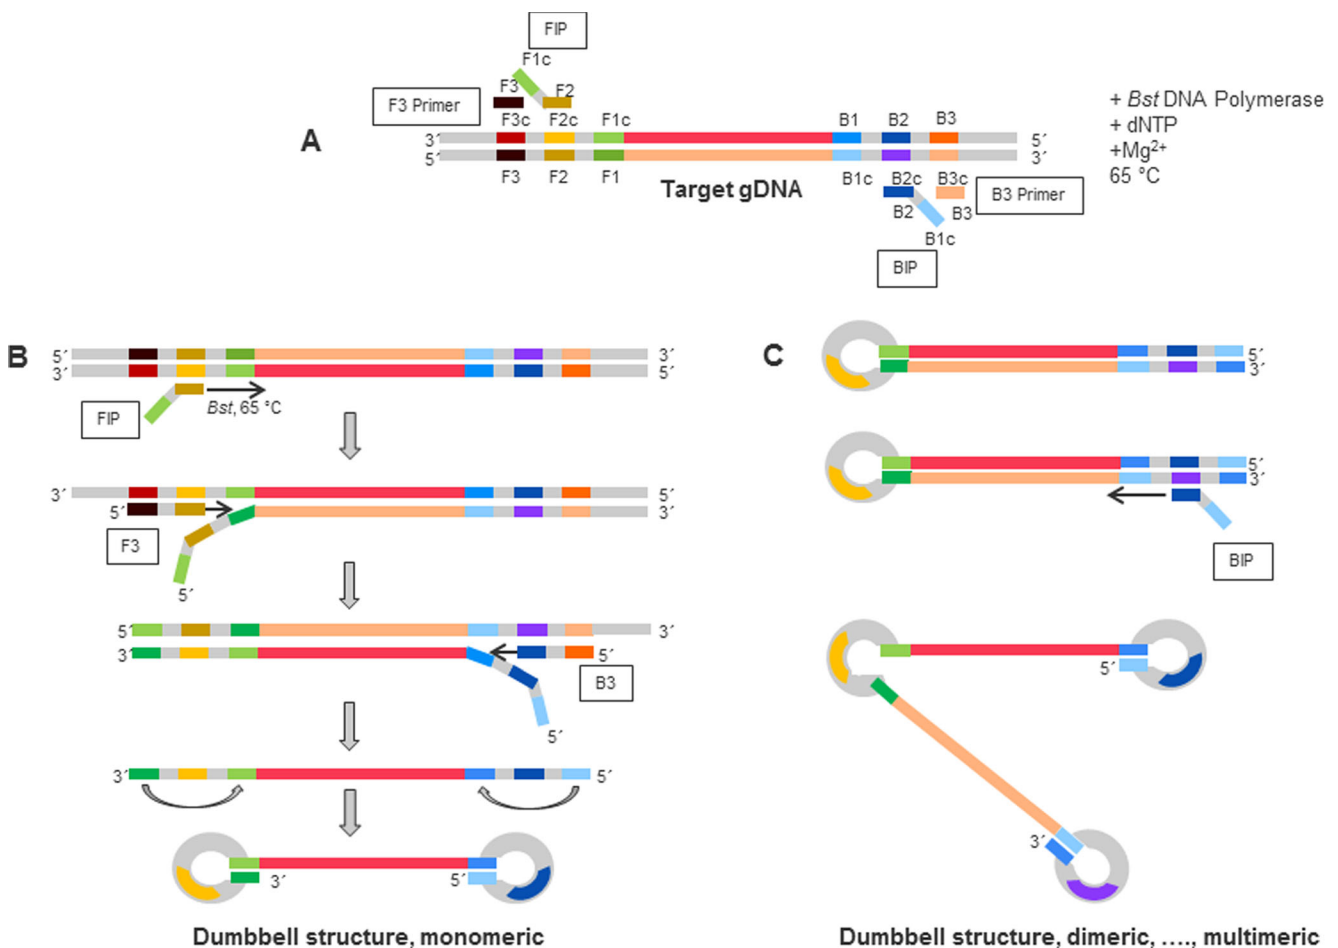 FIP
F1c
F3
F2
F3 Primer
F3c F2c F1c B1 B2 B3
A
3´ 5´
5´ 3´
F3 F2 F1 Target gDNA B1c B2c B3c
B2 B3
B1c
B3 Primer
BIP
+ Bst DNA Polymerase
+ dNTP
+Mg²⁺
65 °C
B
5´ 3´
3´ 5´
FIP
Bst, 65 °C
3´ 5´
5´ 3´
F3
5´
5´ 3´
3´ 5´
B3
5´
3´ 5´
3´ 5´
Dumbbell structure, monomeric
C
5´
3´
5´
3´
BIP
5´
3´
Dumbbell structure, dimeric, …., multimeric